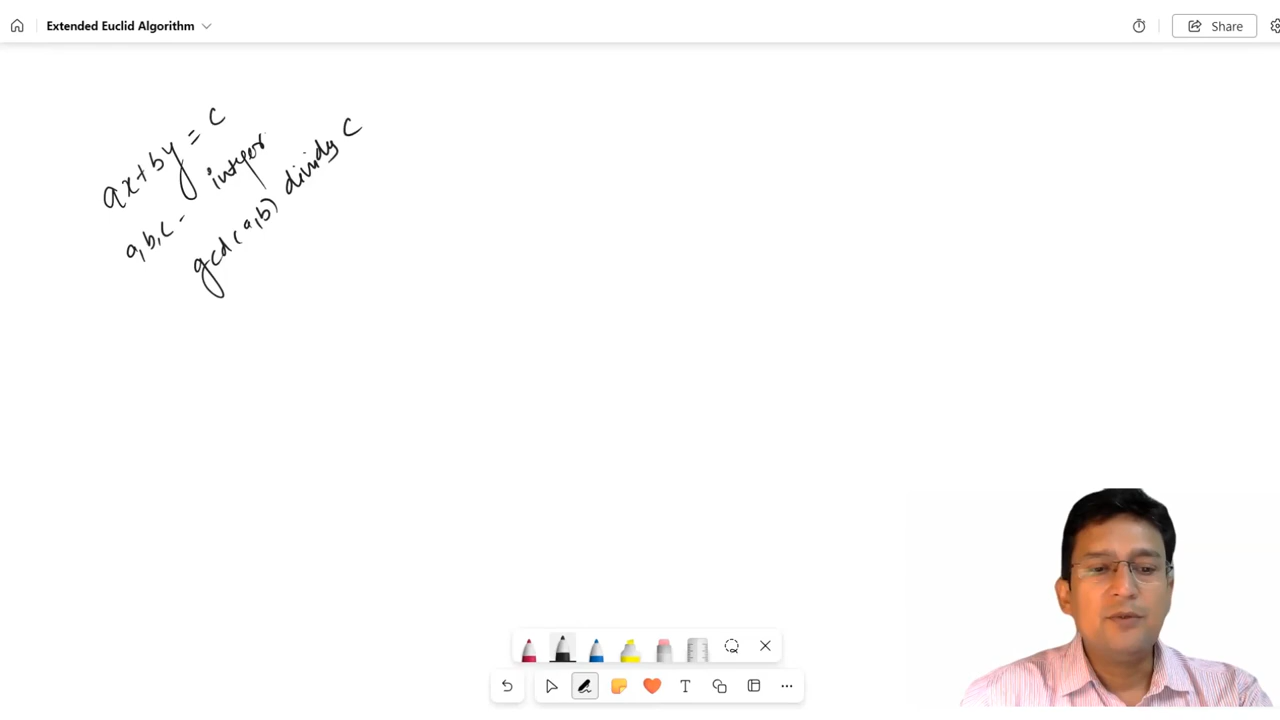 Extended Euclid Algorithm
Share
ax+by = c
a,b,c - integer
gcd(a,b) divides c
T